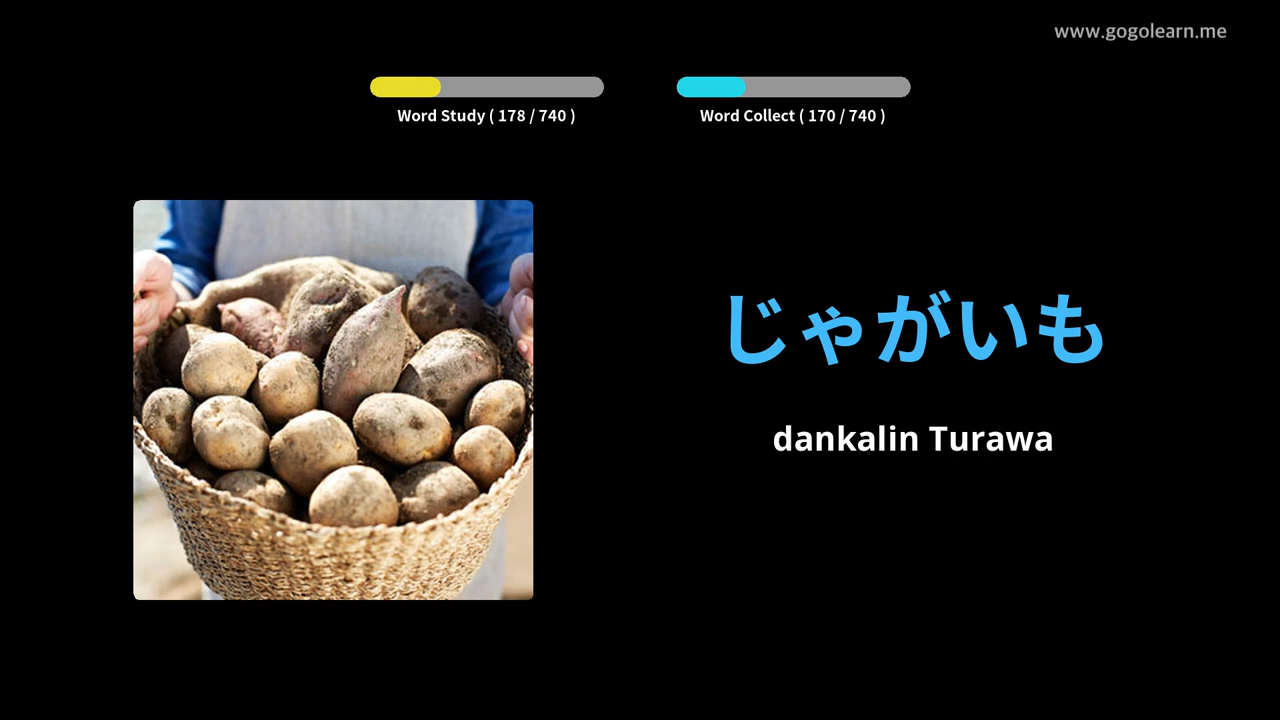 www.gogolearn.me
Word Study ( 178 / 740 )
Word Collect ( 170 / 740 )
じゃがいも
dankalin Turawa